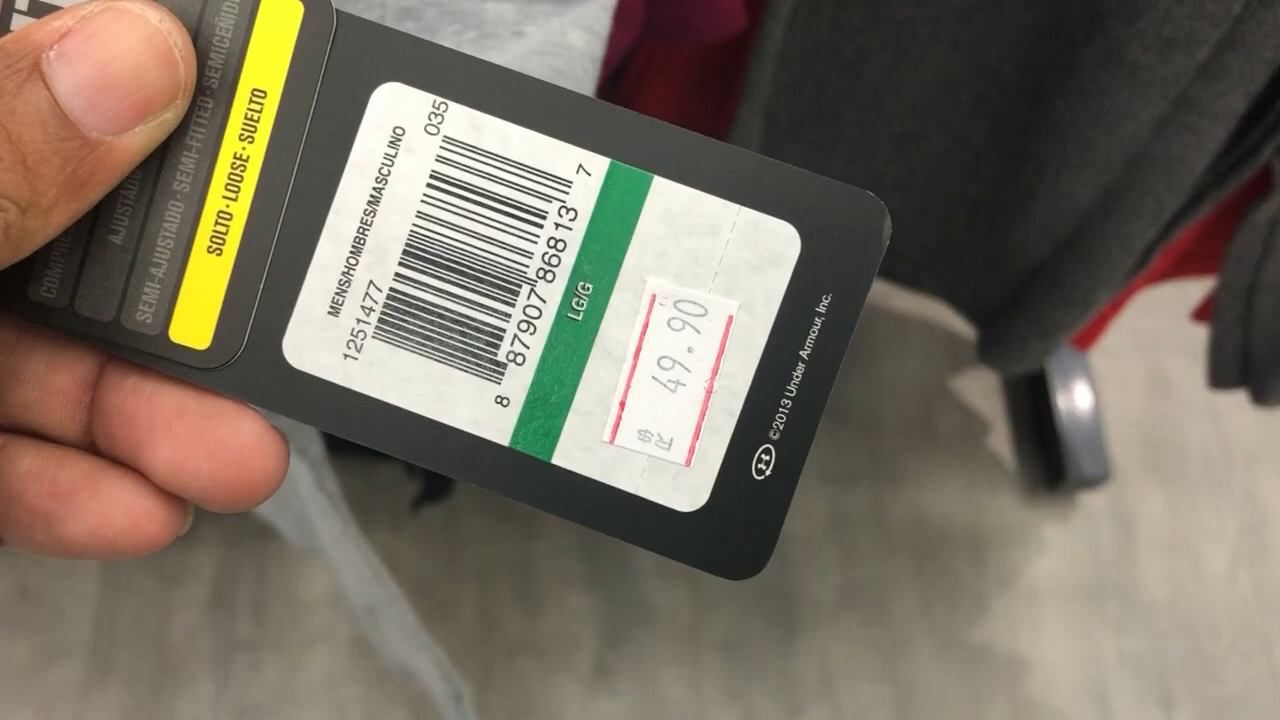 AJUSTADO
SEMI-AJUSTADO·SEMI-FITTED·SEMICEÑIDO
SOLTO·LOOSE·SUELTO
MENS/HOMBRES/MASCULINO
1251477
035
8 87907 86813 7
LG/G
R$
49.90
©2013 Under Armour, Inc.